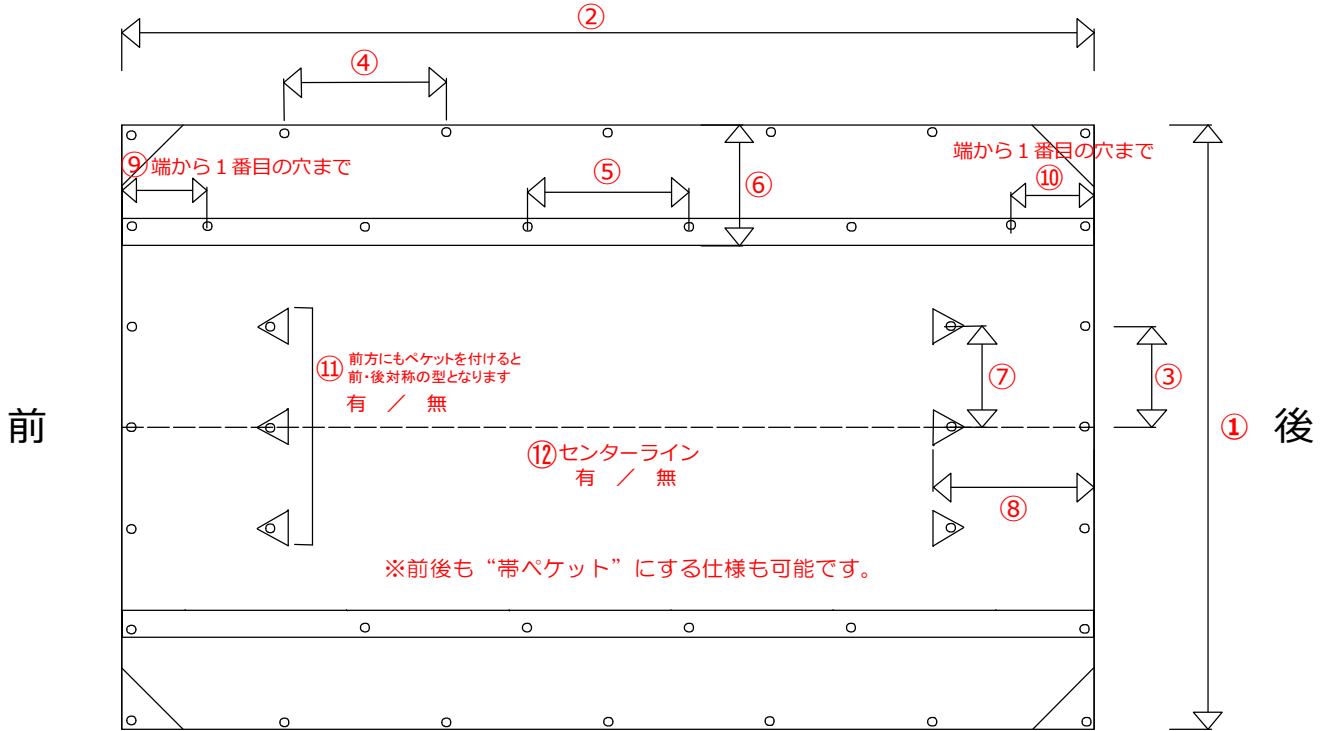 ②
④
⑨端から1番目の穴まで
端から1番目の穴まで
⑤
⑥
⑩
⑪
前方にもペケットを付けると
前・後対称の型となります
有 / 無
⑦
③
前
①
後
⑫センターライン
有 / 無
⑧
※前後も“帯ペケット”にする仕様も可能です。